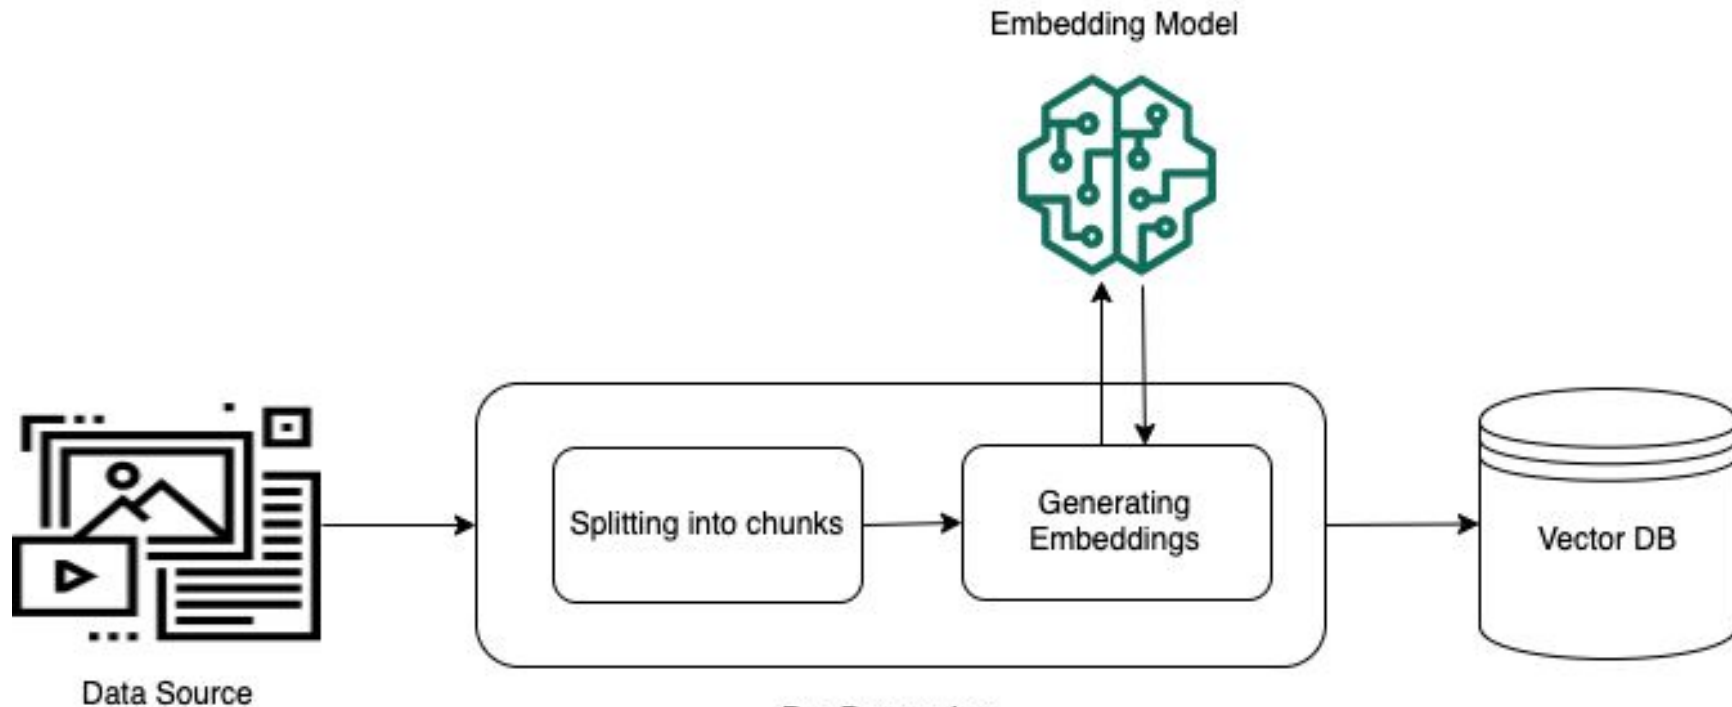 Embedding Model
Splitting into chunks
Generating
Embeddings
Vector DB
Data Source